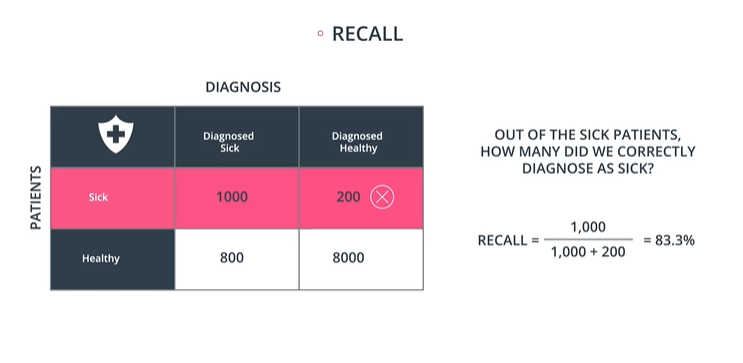 RECALL
DIAGNOSIS
Diagnosed
Sick
Diagnosed
Healthy
PATIENTS
Sick
1000
200
Healthy
800
8000
OUT OF THE SICK PATIENTS,
HOW MANY DID WE CORRECTLY
DIAGNOSE AS SICK?
1,000
RECALL = = 83.3%
1,000 + 200